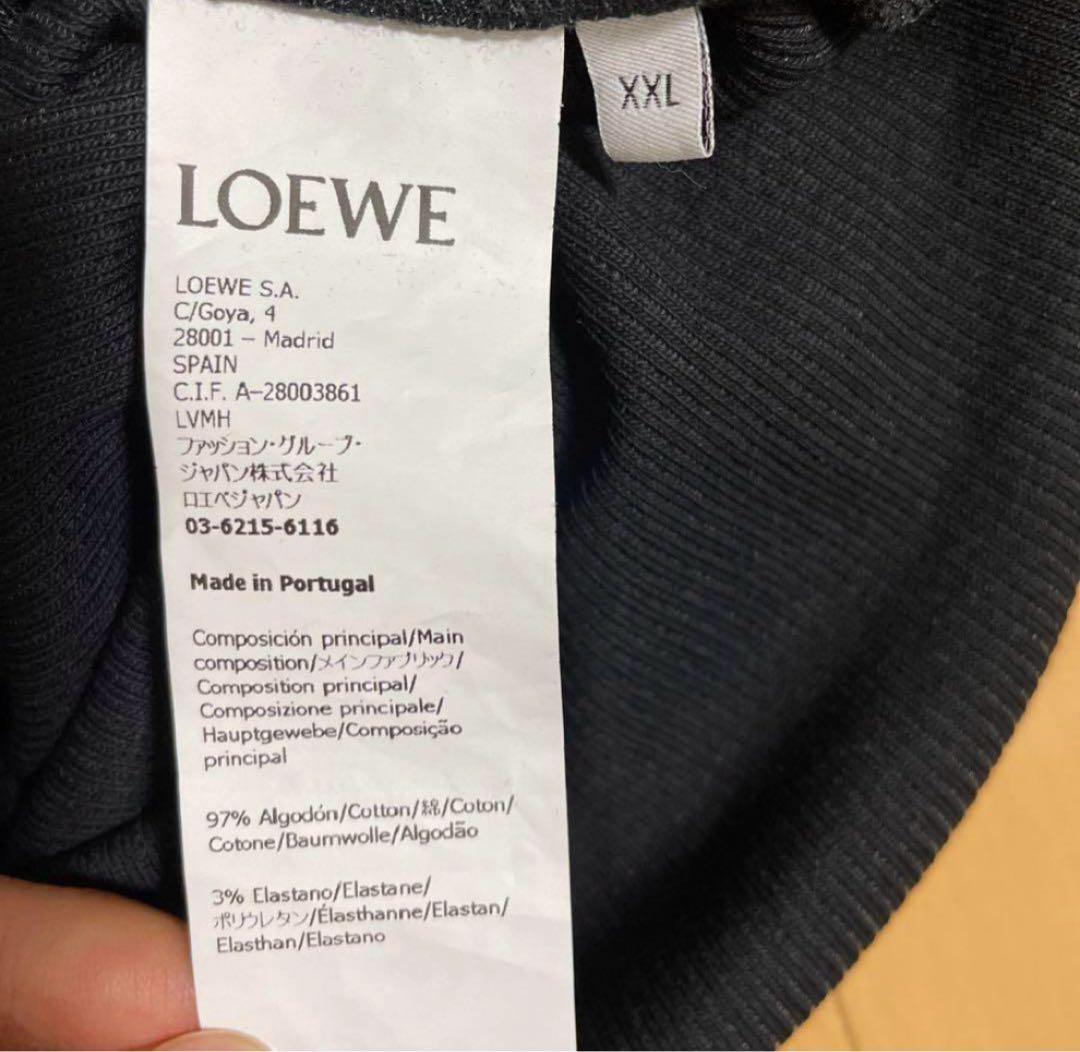 XXL
LOEWE
LOEWE S.A.
C/Goya, 4
28001 – Madrid
SPAIN
C.I.F. A–28003861
LVMH
ファッション・グループ・
ジャパン株式会社
ロエベジャパン
03-6215-6116
Made in Portugal
Composición principal/Main
composition/メインファブリック/
Composition principal/
Composizione principale/
Hauptgewebe/Composição
principal
97% Algodón/Cotton/綿/Coton/
Cotone/Baumwolle/Algodão
3% Elastano/Elastane/
ポリウレタン/Élasthanne/Elastan/
Elasthan/Elastano